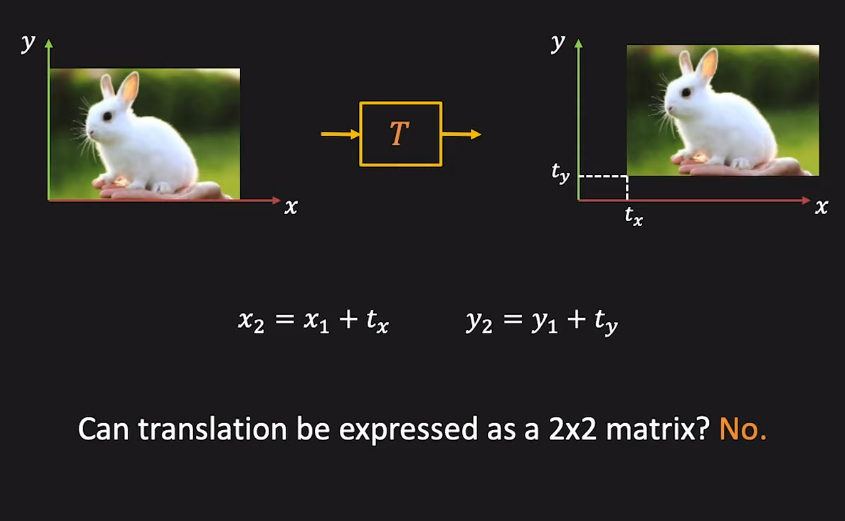 y
x
T
y
t_y
t_x
x
x₂ = x₁ + t_x
y₂ = y₁ + t_y
Can translation be expressed as a 2x2 matrix? No.